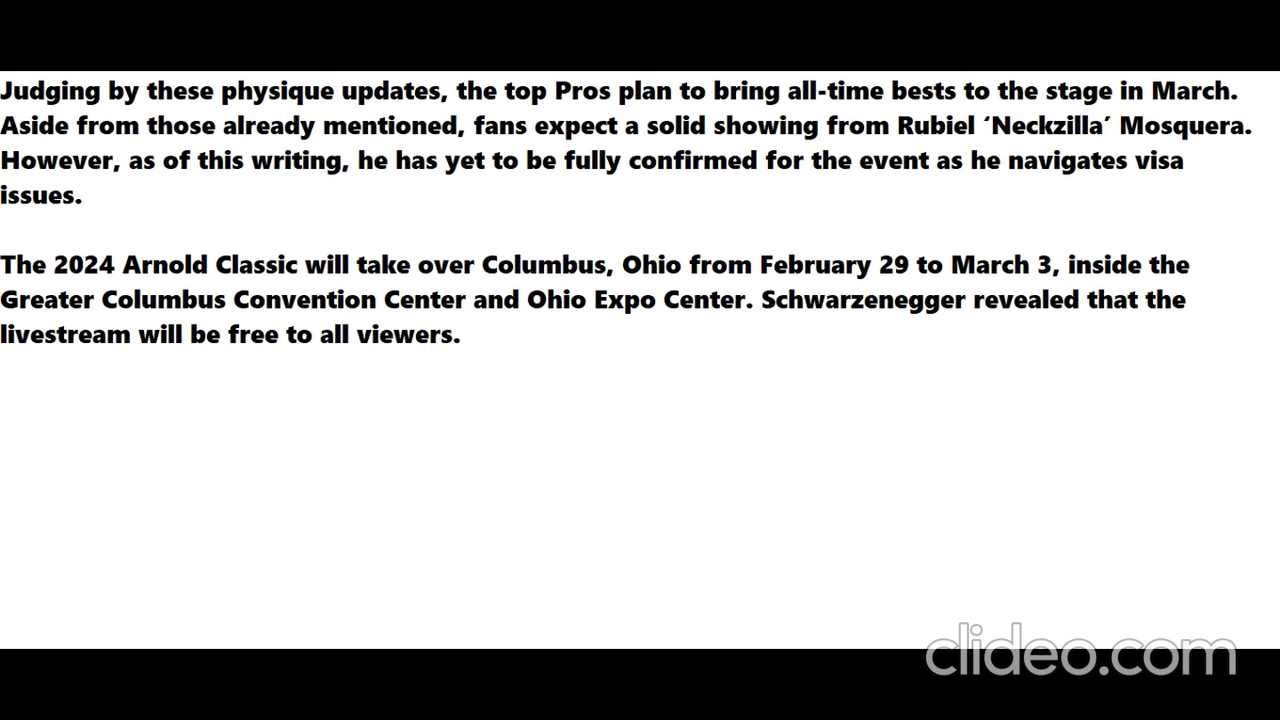 Judging by these physique updates, the top Pros plan to bring all-time bests to the stage in March.
Aside from those already mentioned, fans expect a solid showing from Rubiel ‘Neckzilla’ Mosquera.
However, as of this writing, he has yet to be fully confirmed for the event as he navigates visa
issues.
The 2024 Arnold Classic will take over Columbus, Ohio from February 29 to March 3, inside the
Greater Columbus Convention Center and Ohio Expo Center. Schwarzenegger revealed that the
livestream will be free to all viewers.
clideo.com